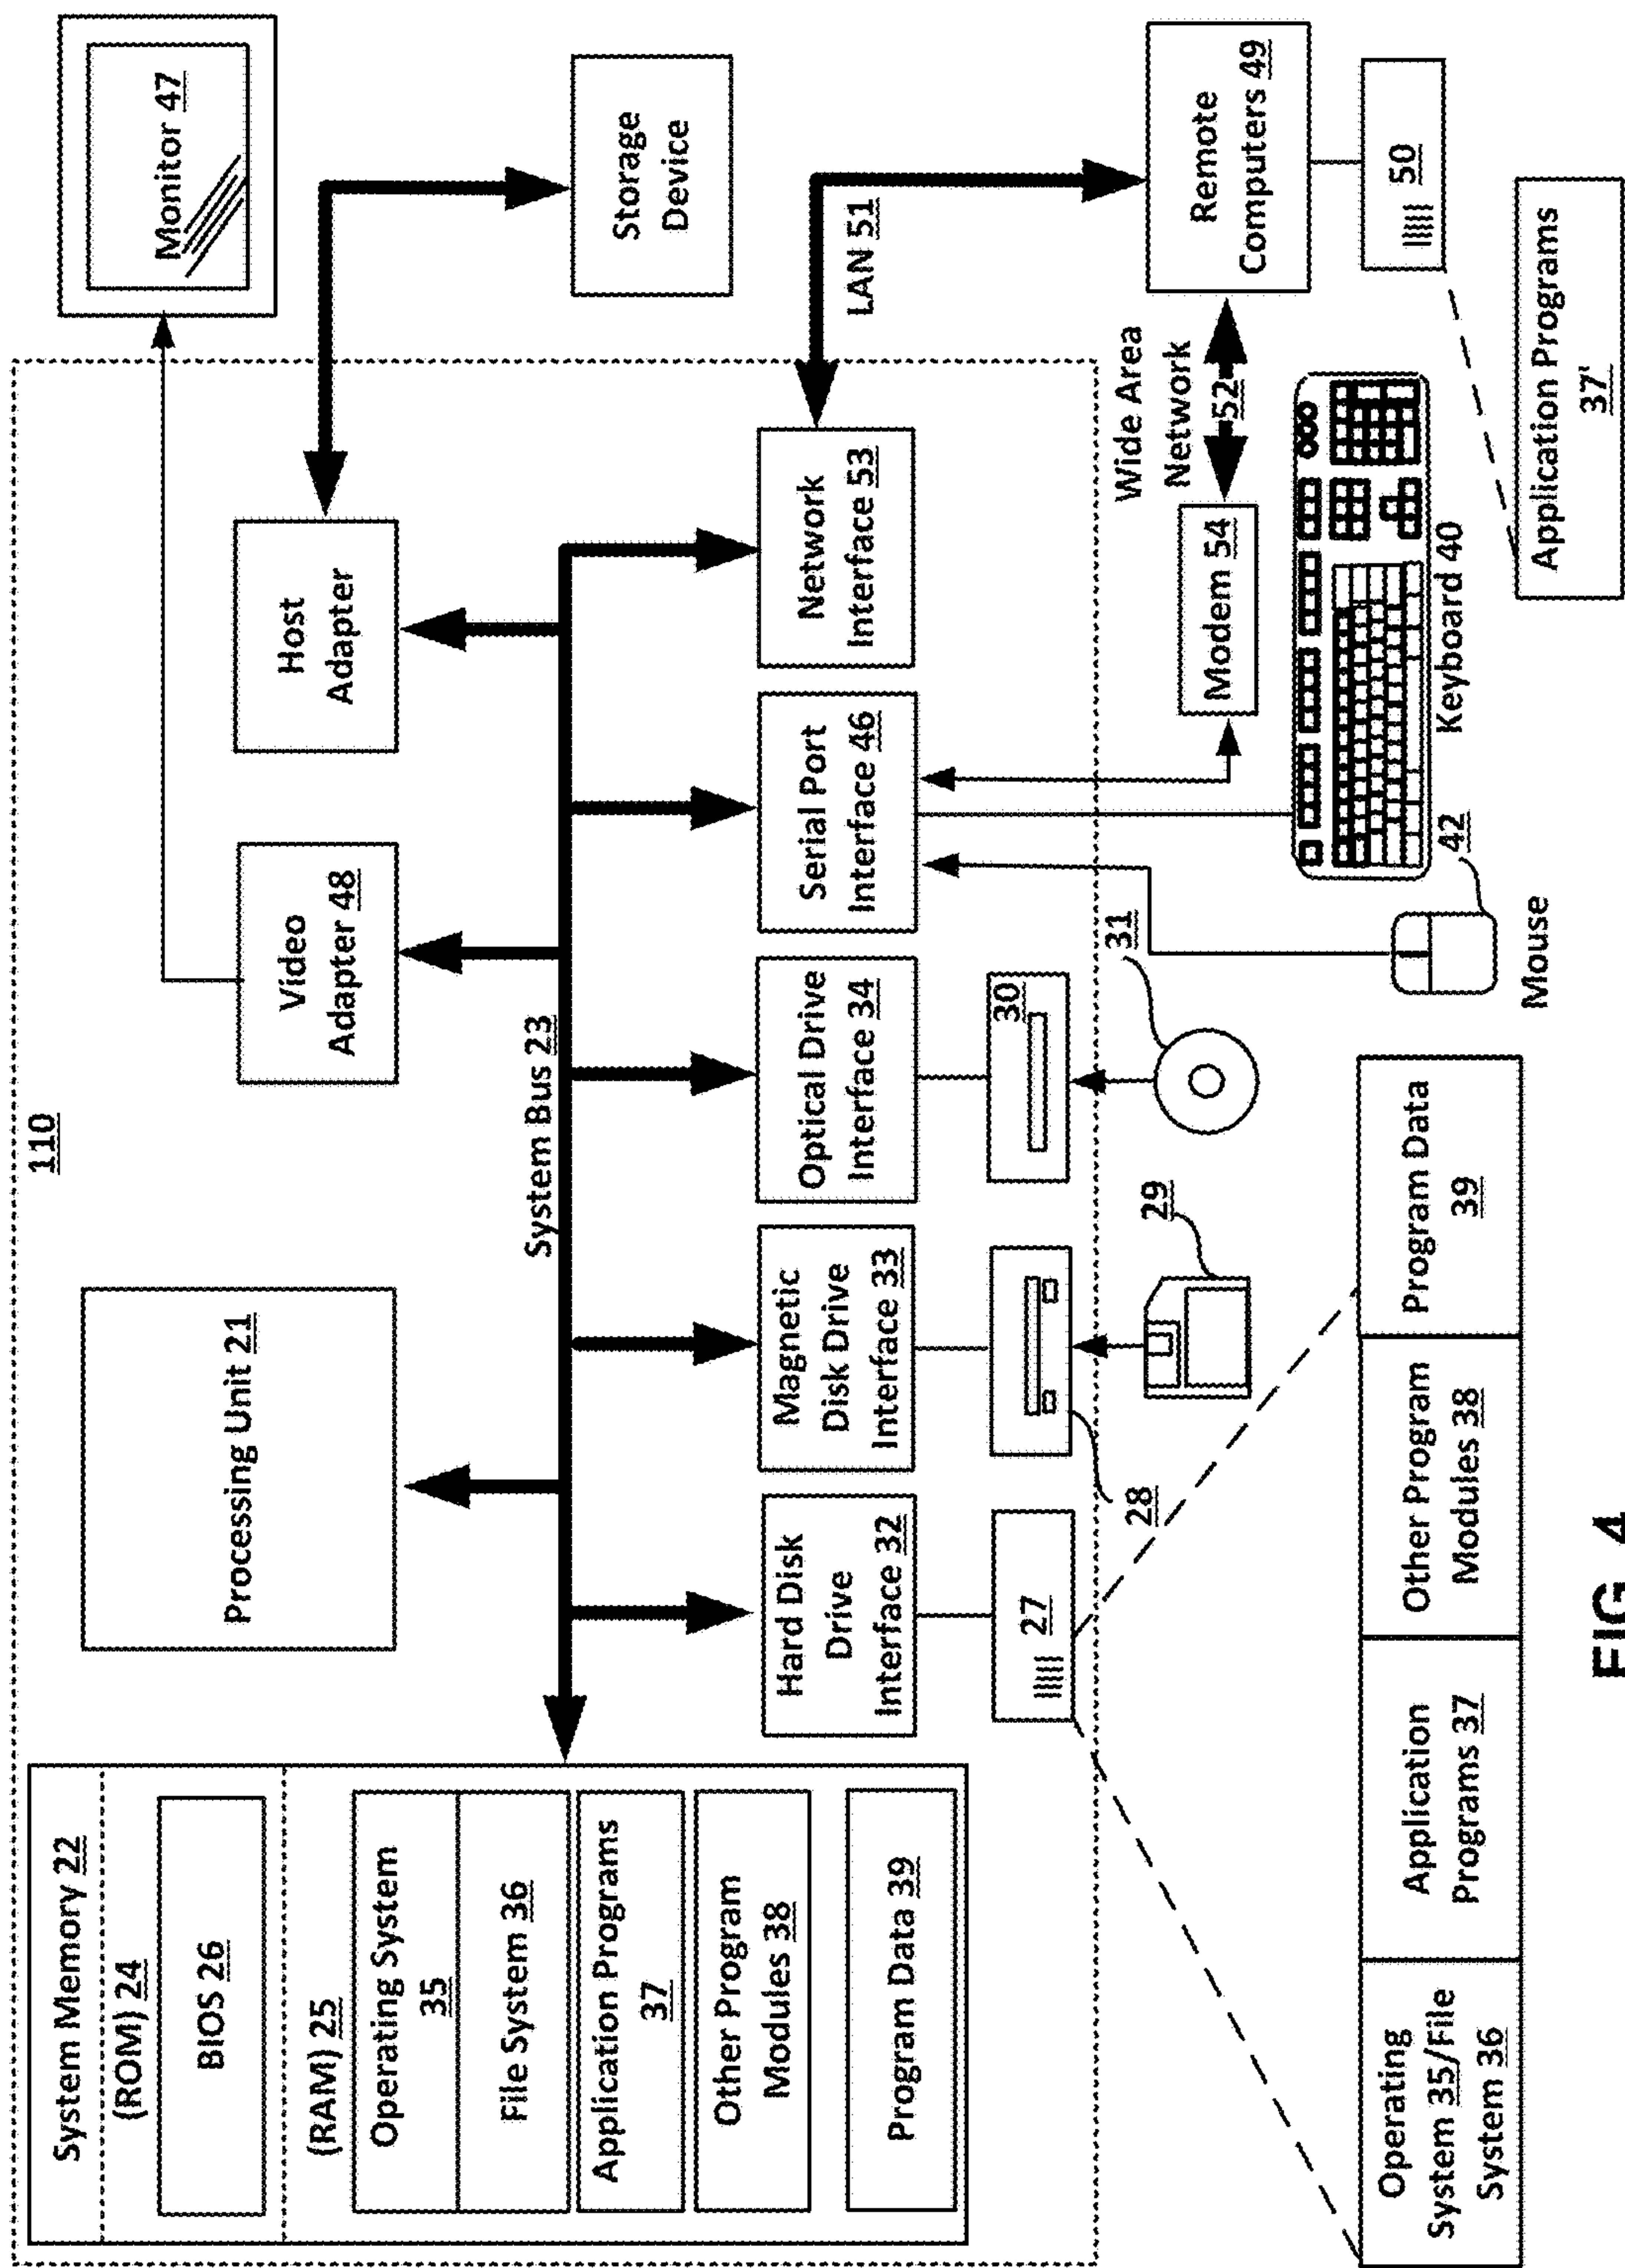 110
System Memory 22
(ROM) 24
BIOS 26
(RAM) 25
Operating System
35
File System 36
Application Programs
37
Other Program
Modules 38
Program Data 39
Processing Unit 21
Video
Adapter 48
Host
Adapter
Monitor 47
System Bus 23
Storage
Device
Hard Disk
Drive
Interface 32
Magnetic
Disk Drive
Interface 33
Optical Drive
Interface 34
Serial Port
Interface 46
Network
Interface 53
LAN 51
27
28
30
29
31
Wide Area
Network
52
Modem 54
Remote
Computers 49
50
Keyboard 40
42
Mouse
Operating
System 35/File
System 36
Application
Programs 37
Other Program
Modules 38
Program Data
39
Application Programs
37'
FIG. 4